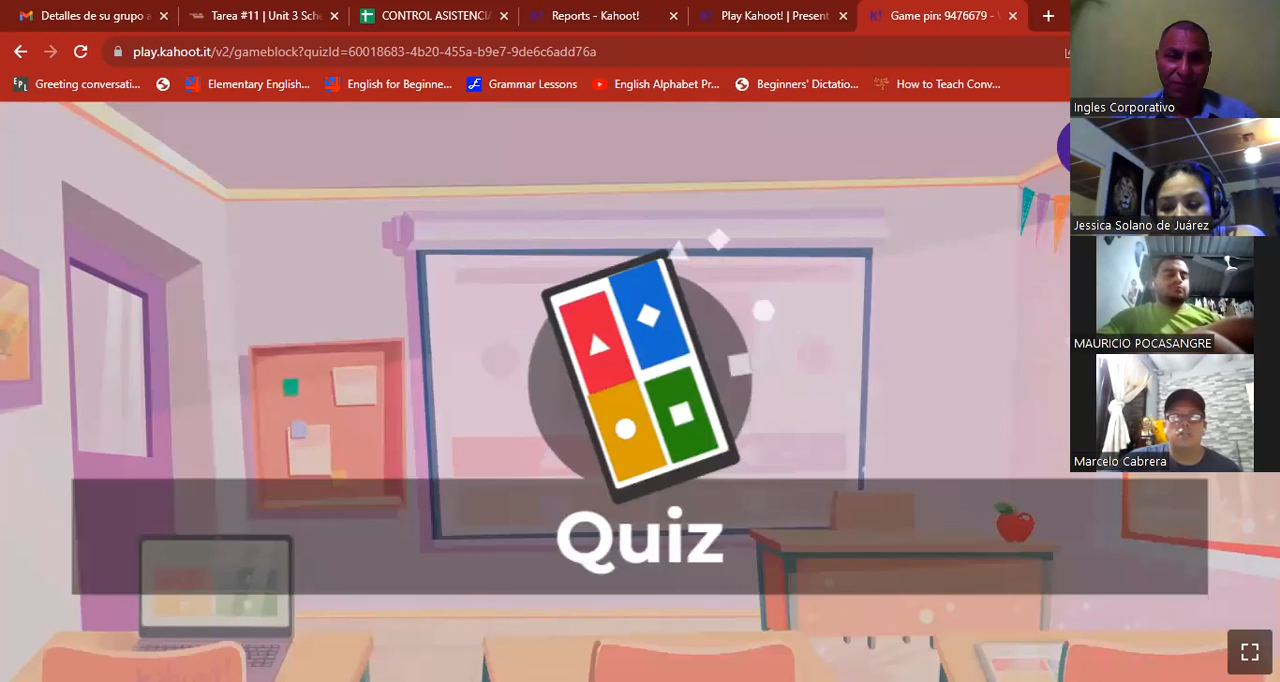 Detalles de su grupo a
Tarea #11 | Unit 3 Sche
CONTROL ASISTENCIA
Reports - Kahoot!
Play Kahoot! | Present
Game pin: 9476679 -
play.kahoot.it/v2/gameblock?quizId=60018683-4b20-455a-b9e7-9de6c6add76a
EPL
Greeting conversati...
Elementary English...
English for Beginne...
Grammar Lessons
English Alphabet Pr...
Beginners' Dictatio...
How to Teach Conv...
Ingles Corporativo
Jessica Solano de Juárez
MAURICIO POCASANGRE
Marcelo Cabrera
Quiz